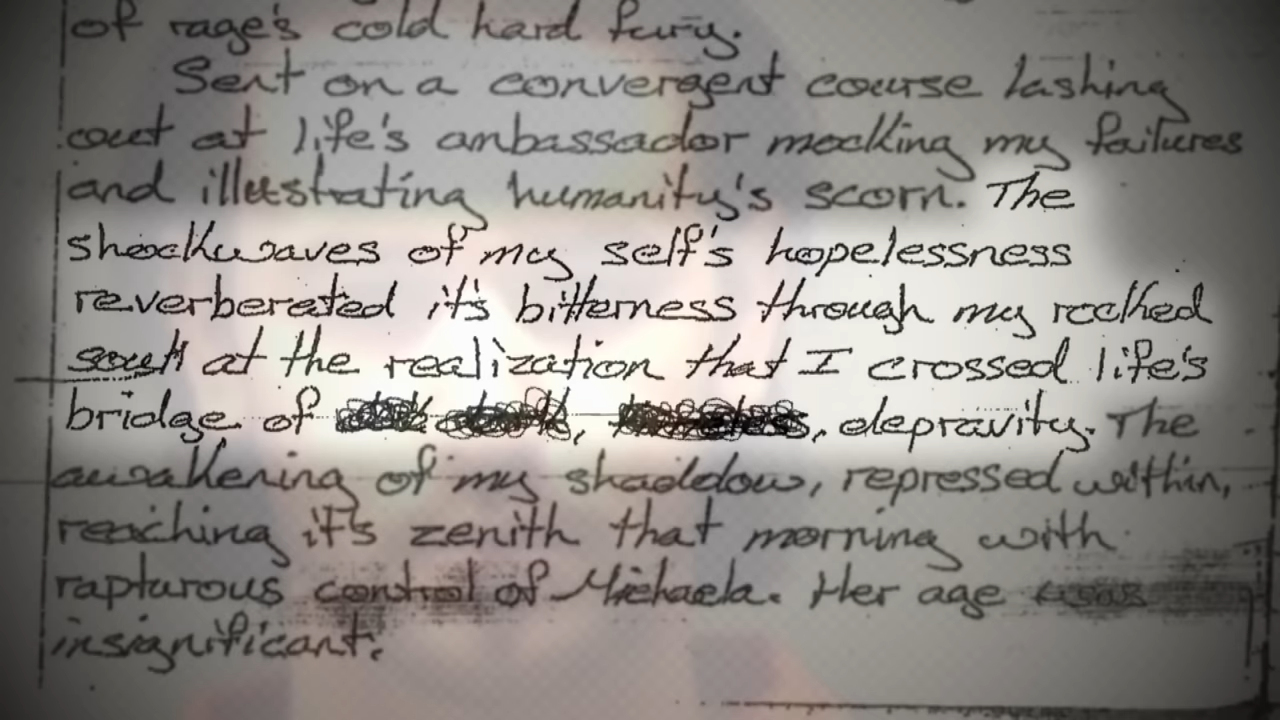 of rage's cold hard fury.
Sent on a convergent course lashing
out at life's ambassador mocking my failures
and illustrating humanity's scorn. The
shockwaves of my self's hopelessness
reverberated it's bitterness through my rocked
at the realization that I crossed life's
bridge of , , depravity. The
awakening of my shaddow, repressed within,
reaching it's zenith that morning with
rapturous control of Michaela. Her age was
insignificant.